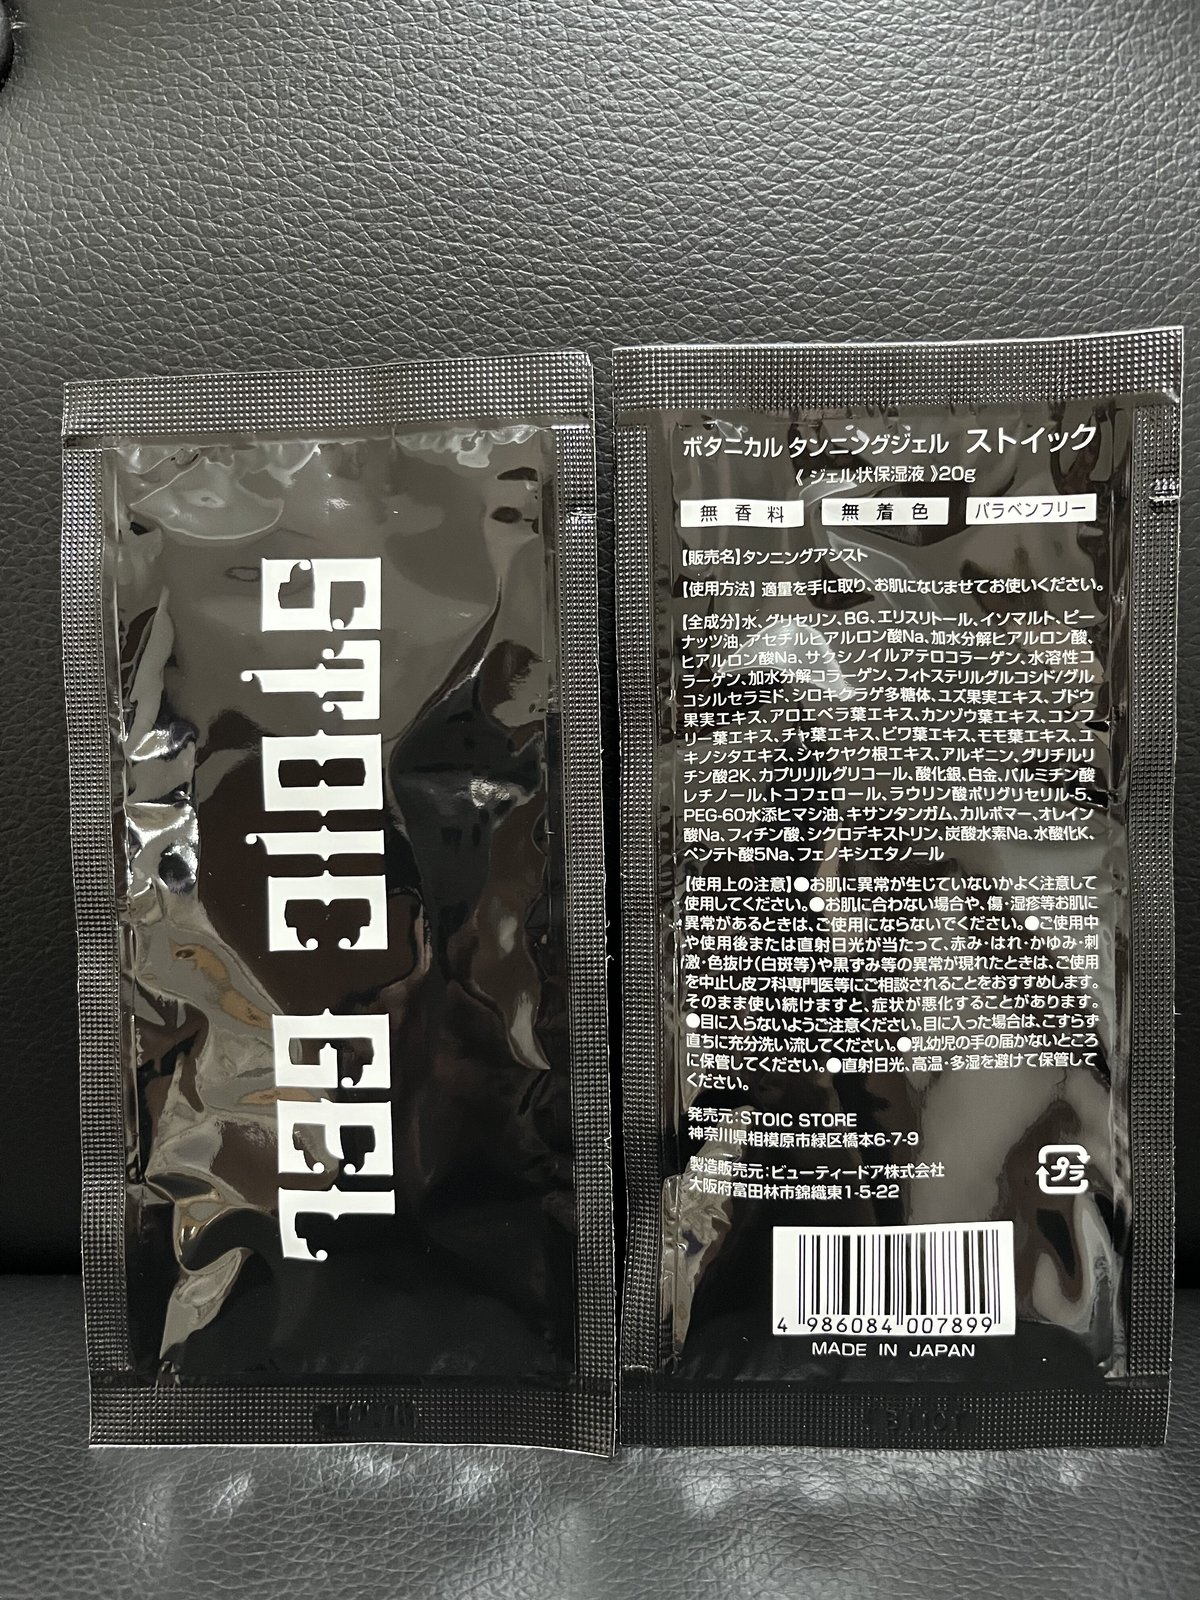 STOIC GEL
ボタニカル タンニングジェル ストイック
《 ジェル状保湿液 》20g
無香料 無着色 パラベンフリー
【販売名】タンニングアシスト
【使用方法】 適量を手に取り、お肌になじませてお使いください。
【全成分】水、グリセリン、BG、エリスリトール、イソマルト、ピー
ナッツ油、アセチルヒアルロン酸Na、加水分解ヒアルロン酸、
ヒアルロン酸Na、サクシノイルアテロコラーゲン、水溶性コ
ラーゲン、加水分解コラーゲン、フィトステリルグルコシド/グル
コシルセラミド、シロキクラゲ多糖体、ユズ果実エキス、ブドウ
果実エキス、アロエベラ葉エキス、カンゾウ葉エキス、コンフ
リー葉エキス、チャ葉エキス、ビワ葉エキス、モモ葉エキス、ユ
キノシタエキス、シャクヤク根エキス、アルギニン、グリチルリ
チン酸2K、カプリリルグリコール、酸化銀、白金、パルミチン酸
レチノール、トコフェロール、ラウリン酸ポリグリセリル-5、
PEG-60水添ヒマシ油、キサンタンガム、カルボマー、オレイン
酸Na、フィチン酸、シクロデキストリン、炭酸水素Na、水酸化K、
ペンテト酸5Na、フェノキシエタノール
【使用上の注意】●お肌に異常が生じていないかよく注意して
使用してください。●お肌に合わない場合や、傷・湿疹等お肌に
異常があるときは、ご使用にならないでください。●ご使用中
や使用後または直射日光が当たって、赤み・はれ・かゆみ・刺
激・色抜け(白斑等)や黒ずみ等の異常が現れたときは、ご使用
を中止し皮フ科専門医等にご相談されることをおすすめします。
そのまま使い続けますと、症状が悪化することがあります。
●目に入らないようご注意ください。目に入った場合は、こすらず
直ちに充分洗い流してください。●乳幼児の手の届かないところ
に保管してください。●直射日光、高温・多湿を避けて保管して
ください。
発売元：STOIC STORE
神奈川県相模原市緑区橋本6-7-9
製造販売元：ビューティードア株式会社
大阪府富田林市錦織東1-5-22
プラ
4 986084 007899
MADE IN JAPAN